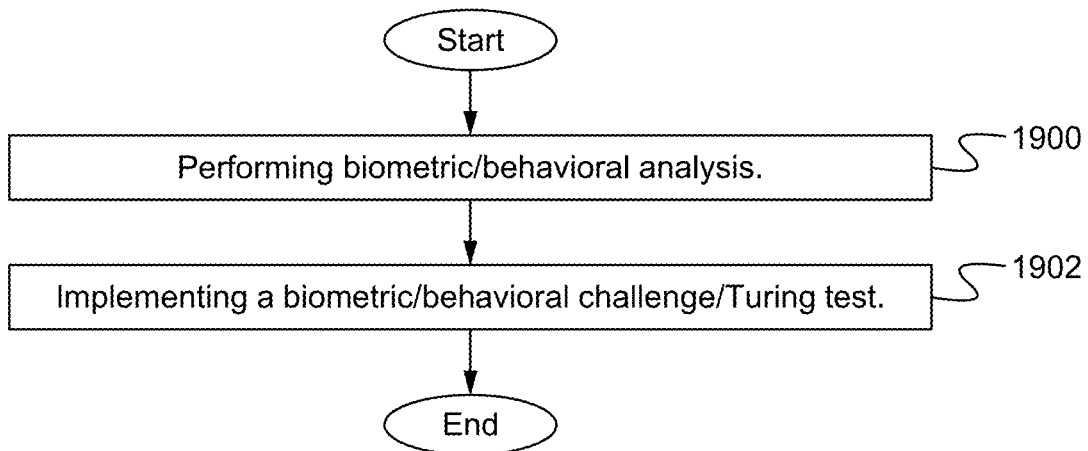 Start
Performing biometric/behavioral analysis.
1900
Implementing a biometric/behavioral challenge/Turing test.
1902
End